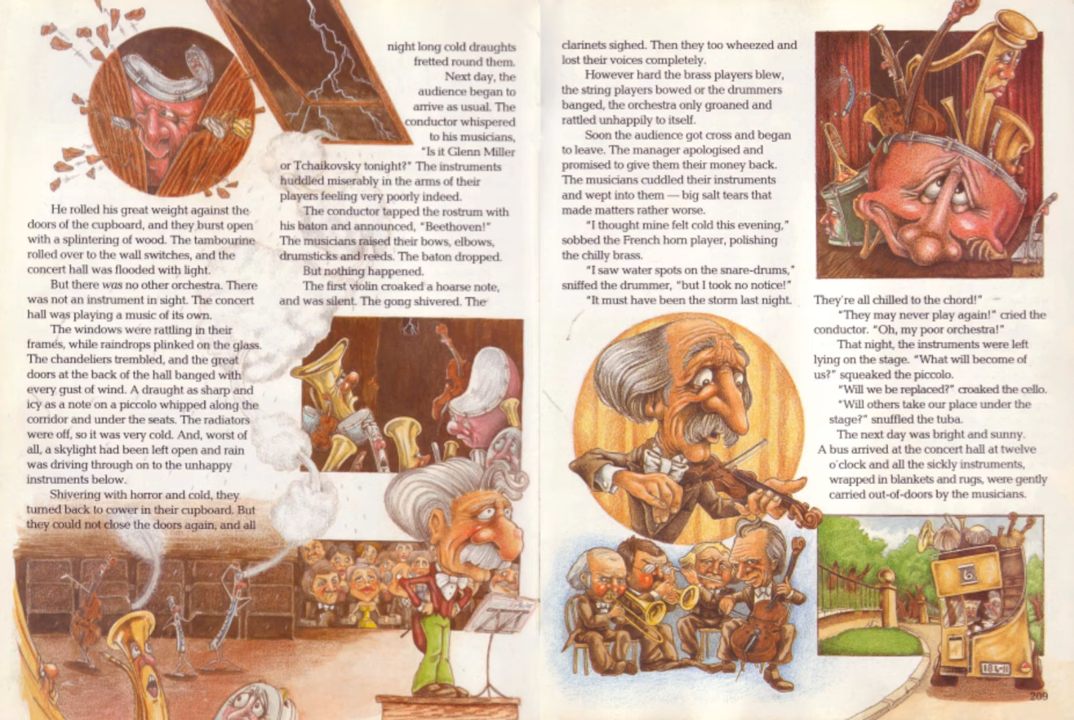 He rolled his great weight against the
doors of the cupboard, and they burst open
with a splintering of wood. The tambourine
rolled over to the wall switches, and the
concert hall was flooded with light.
But there was no other orchestra. There
was not an instrument in sight. The concert
hall was playing a music of its own.
The windows were rattling in their
frames, while raindrops plinked on the glass.
The chandeliers trembled, and the great
doors at the back of the hall banged with
every gust of wind. A draught as sharp and
icy as a note on a piccolo whipped along the
corridor and under the seats. The radiators
were off, so it was very cold. And, worst of
all, a skylight had been left open and rain
was driving through on to the unhappy
instruments below.
Shivering with horror and cold, they
turned back to cower in their cupboard. But
they could not close the doors again, and all
night long cold draughts
fretted round them.
Next day, the
audience began to
arrive as usual. The
conductor whispered
to his musicians,
"Is it Glenn Miller
or Tchaikovsky tonight?" The instruments
huddled miserably in the arms of their
players feeling very poorly indeed.
The conductor tapped the rostrum with
his baton and announced, "Beethoven!"
The musicians raised their bows, elbows,
drumsticks and reeds. The baton dropped.
But nothing happened.
The first violin croaked a hoarse note,
and was silent. The gong shivered. The
clarinets sighed. Then they too wheezed and
lost their voices completely.
However hard the brass players blew,
the string players bowed or the drummers
banged, the orchestra only groaned and
rattled unhappily to itself.
Soon the audience got cross and began
to leave. The manager apologised and
promised to give them their money back.
The musicians cuddled their instruments
and wept into them — big salt tears that
made matters rather worse.
"I thought mine felt cold this evening,"
sobbed the French horn player, polishing
the chilly brass.
"I saw water spots on the snare-drums,"
sniffed the drummer, "but I took no notice!"
"It must have been the storm last night.
They're all chilled to the chord!"
"They may never play again!" cried the
conductor. "Oh, my poor orchestra!"
That night, the instruments were left
lying on the stage. "What will become of
us?" squeaked the piccolo.
"Will we be replaced?" croaked the cello.
"Will others take our place under the
stage?" snuffled the tuba.
The next day was bright and sunny.
A bus arrived at the concert hall at twelve
o'clock and all the sickly instruments,
wrapped in blankets and rugs, were gently
carried out-of-doors by the musicians.
6
209